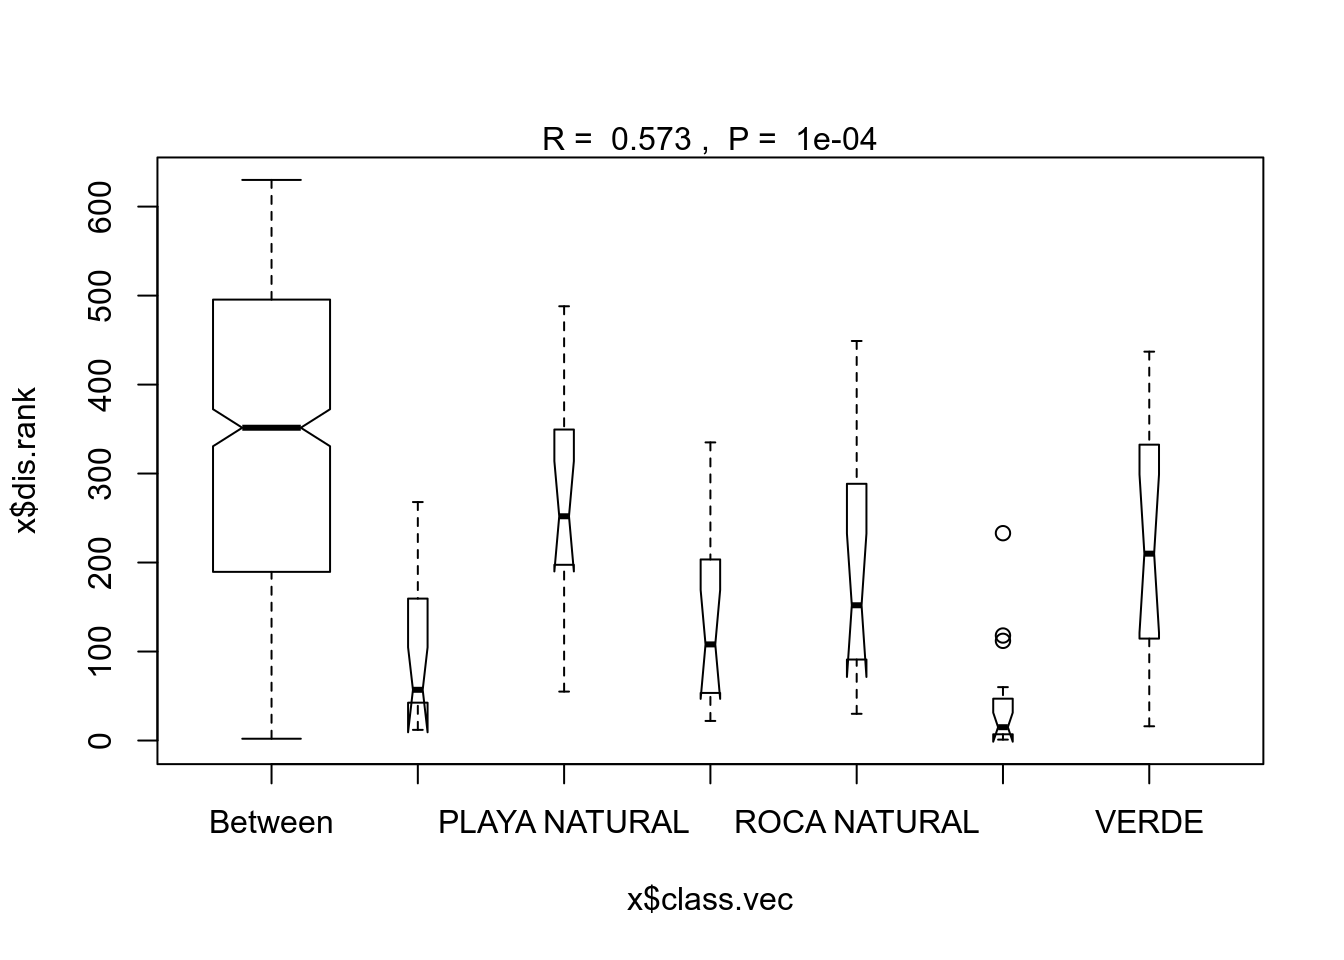 R =  0.573 ,  P =  1e-04
x$dis.rank
600
500
400
300
200
100
0
Between PLAYA NATURAL ROCA NATURAL VERDE
x$class.vec